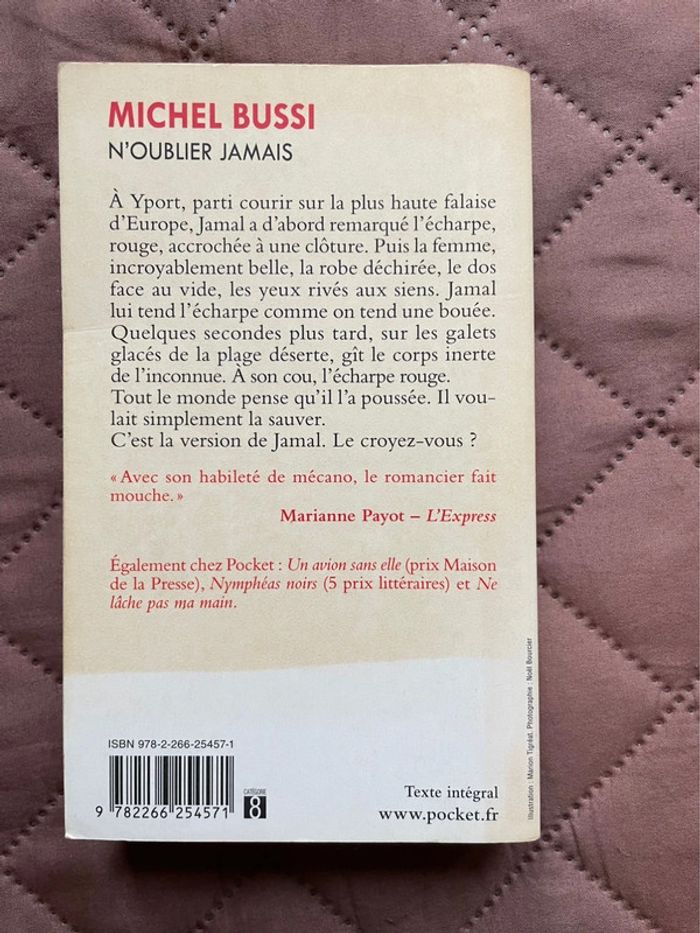 MICHEL BUSSI
N'OUBLIER JAMAIS
À Yport, parti courir sur la plus haute falaise
d'Europe, Jamal a d'abord remarqué l'écharpe,
rouge, accrochée à une clôture. Puis la femme,
incroyablement belle, la robe déchirée, le dos
face au vide, les yeux rivés aux siens. Jamal
lui tend l'écharpe comme on tend une bouée.
Quelques secondes plus tard, sur les galets
glacés de la plage déserte, gît le corps inerte
de l'inconnue. À son cou, l'écharpe rouge.
Tout le monde pense qu'il l'a poussée. Il vou-
lait simplement la sauver.
C'est la version de Jamal. Le croyez-vous ?
« Avec son habileté de mécano, le romancier fait
mouche. »
Marianne Payot – L'Express
Également chez Pocket : Un avion sans elle (prix Maison
de la Presse), Nymphéas noirs (5 prix littéraires) et Ne
lâche pas ma main.
Illustration : Marion Tigréat. Photographie : Noël Bourcier
ISBN 978-2-266-25457-1
9 782266 254571
CATÉGORIE
8
Texte intégral
www.pocket.fr